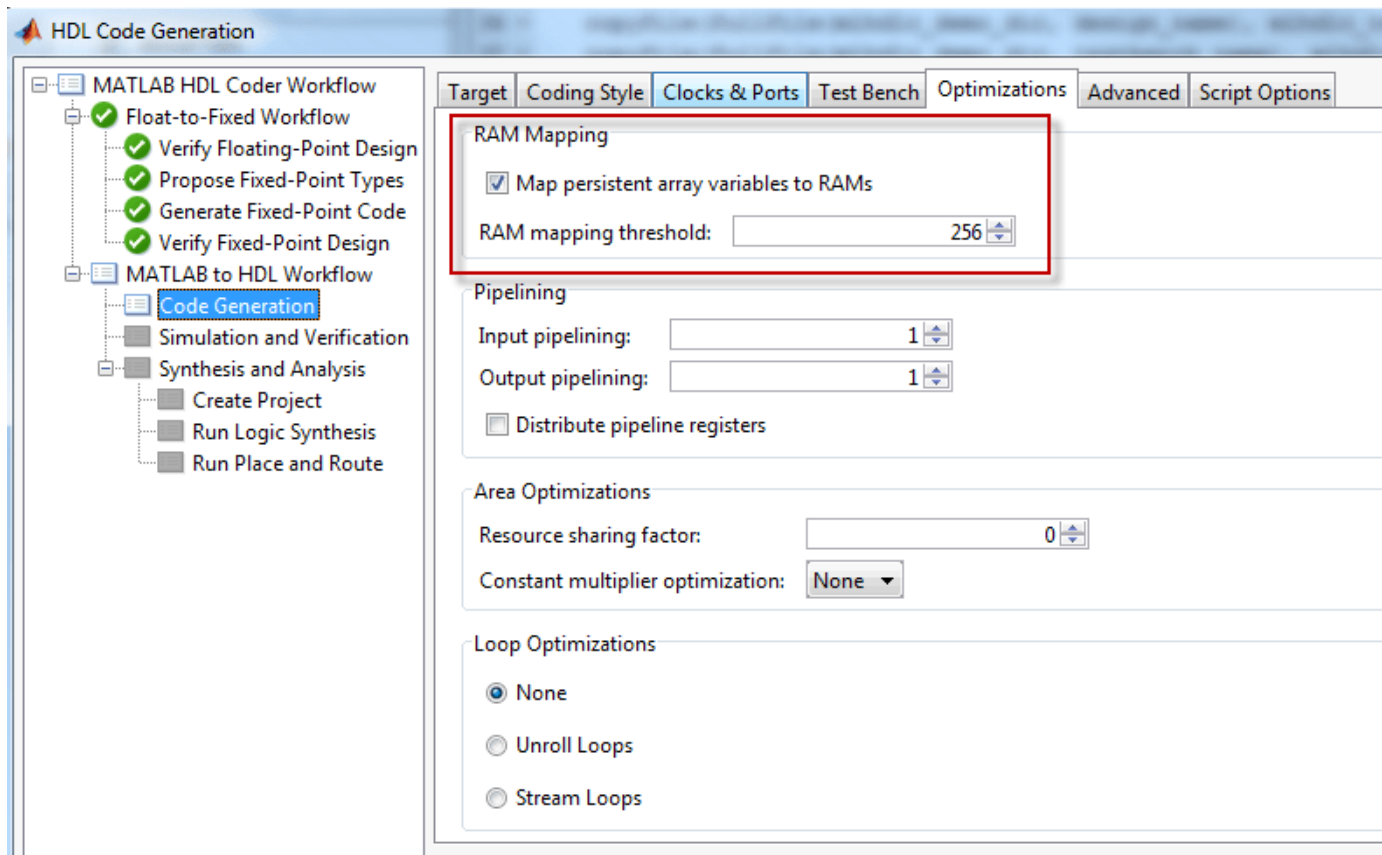 HDL Code Generation
MATLAB HDL Coder Workflow
Float-to-Fixed Workflow
Verify Floating-Point Design
Propose Fixed-Point Types
Generate Fixed-Point Code
Verify Fixed-Point Design
MATLAB to HDL Workflow
Code Generation
Simulation and Verification
Synthesis and Analysis
Create Project
Run Logic Synthesis
Run Place and Route
Target Coding Style Clocks & Ports Test Bench Optimizations Advanced Script Options
RAM Mapping
Map persistent array variables to RAMs
RAM mapping threshold: 256
Pipelining
Input pipelining: 1
Output pipelining: 1
Distribute pipeline registers
Area Optimizations
Resource sharing factor: 0
Constant multiplier optimization: None
Loop Optimizations
None
Unroll Loops
Stream Loops